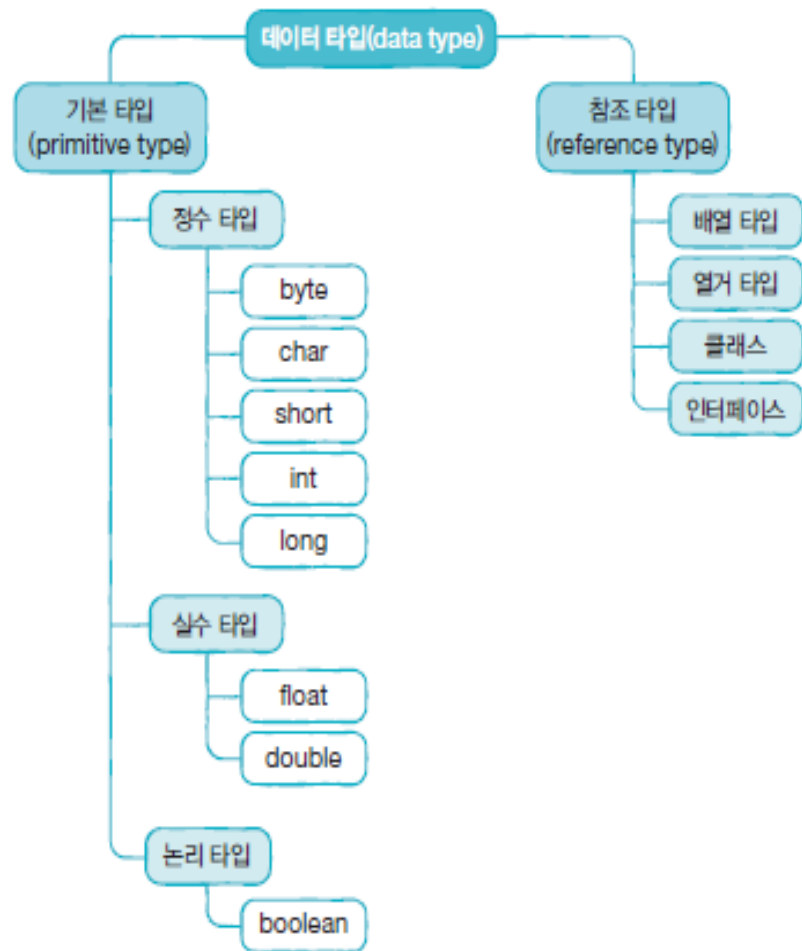 데이터 타입(data type)
기본 타입
(primitive type)
정수 타입
byte
char
short
int
long
실수 타입
float
double
논리 타입
boolean
참조 타입
(reference type)
배열 타입
열거 타입
클래스
인터페이스